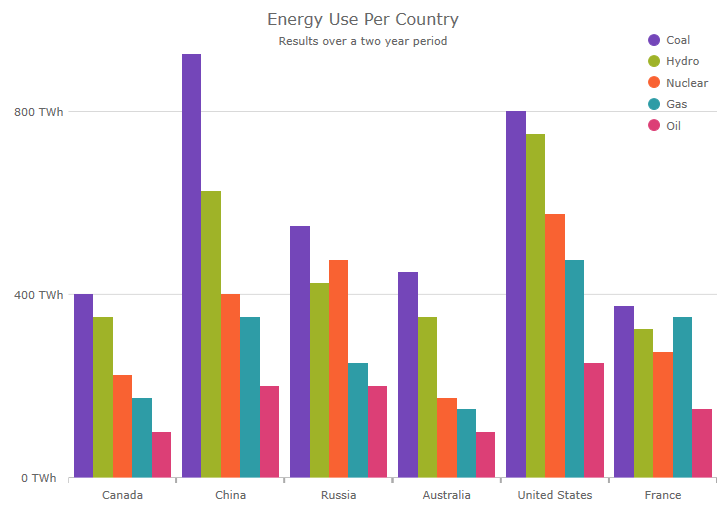 Energy Use Per Country
Results over a two year period
Coal
Hydro
Nuclear
Gas
Oil
800 TWh
400 TWh
0 TWh
Canada
China
Russia
Australia
United States
France